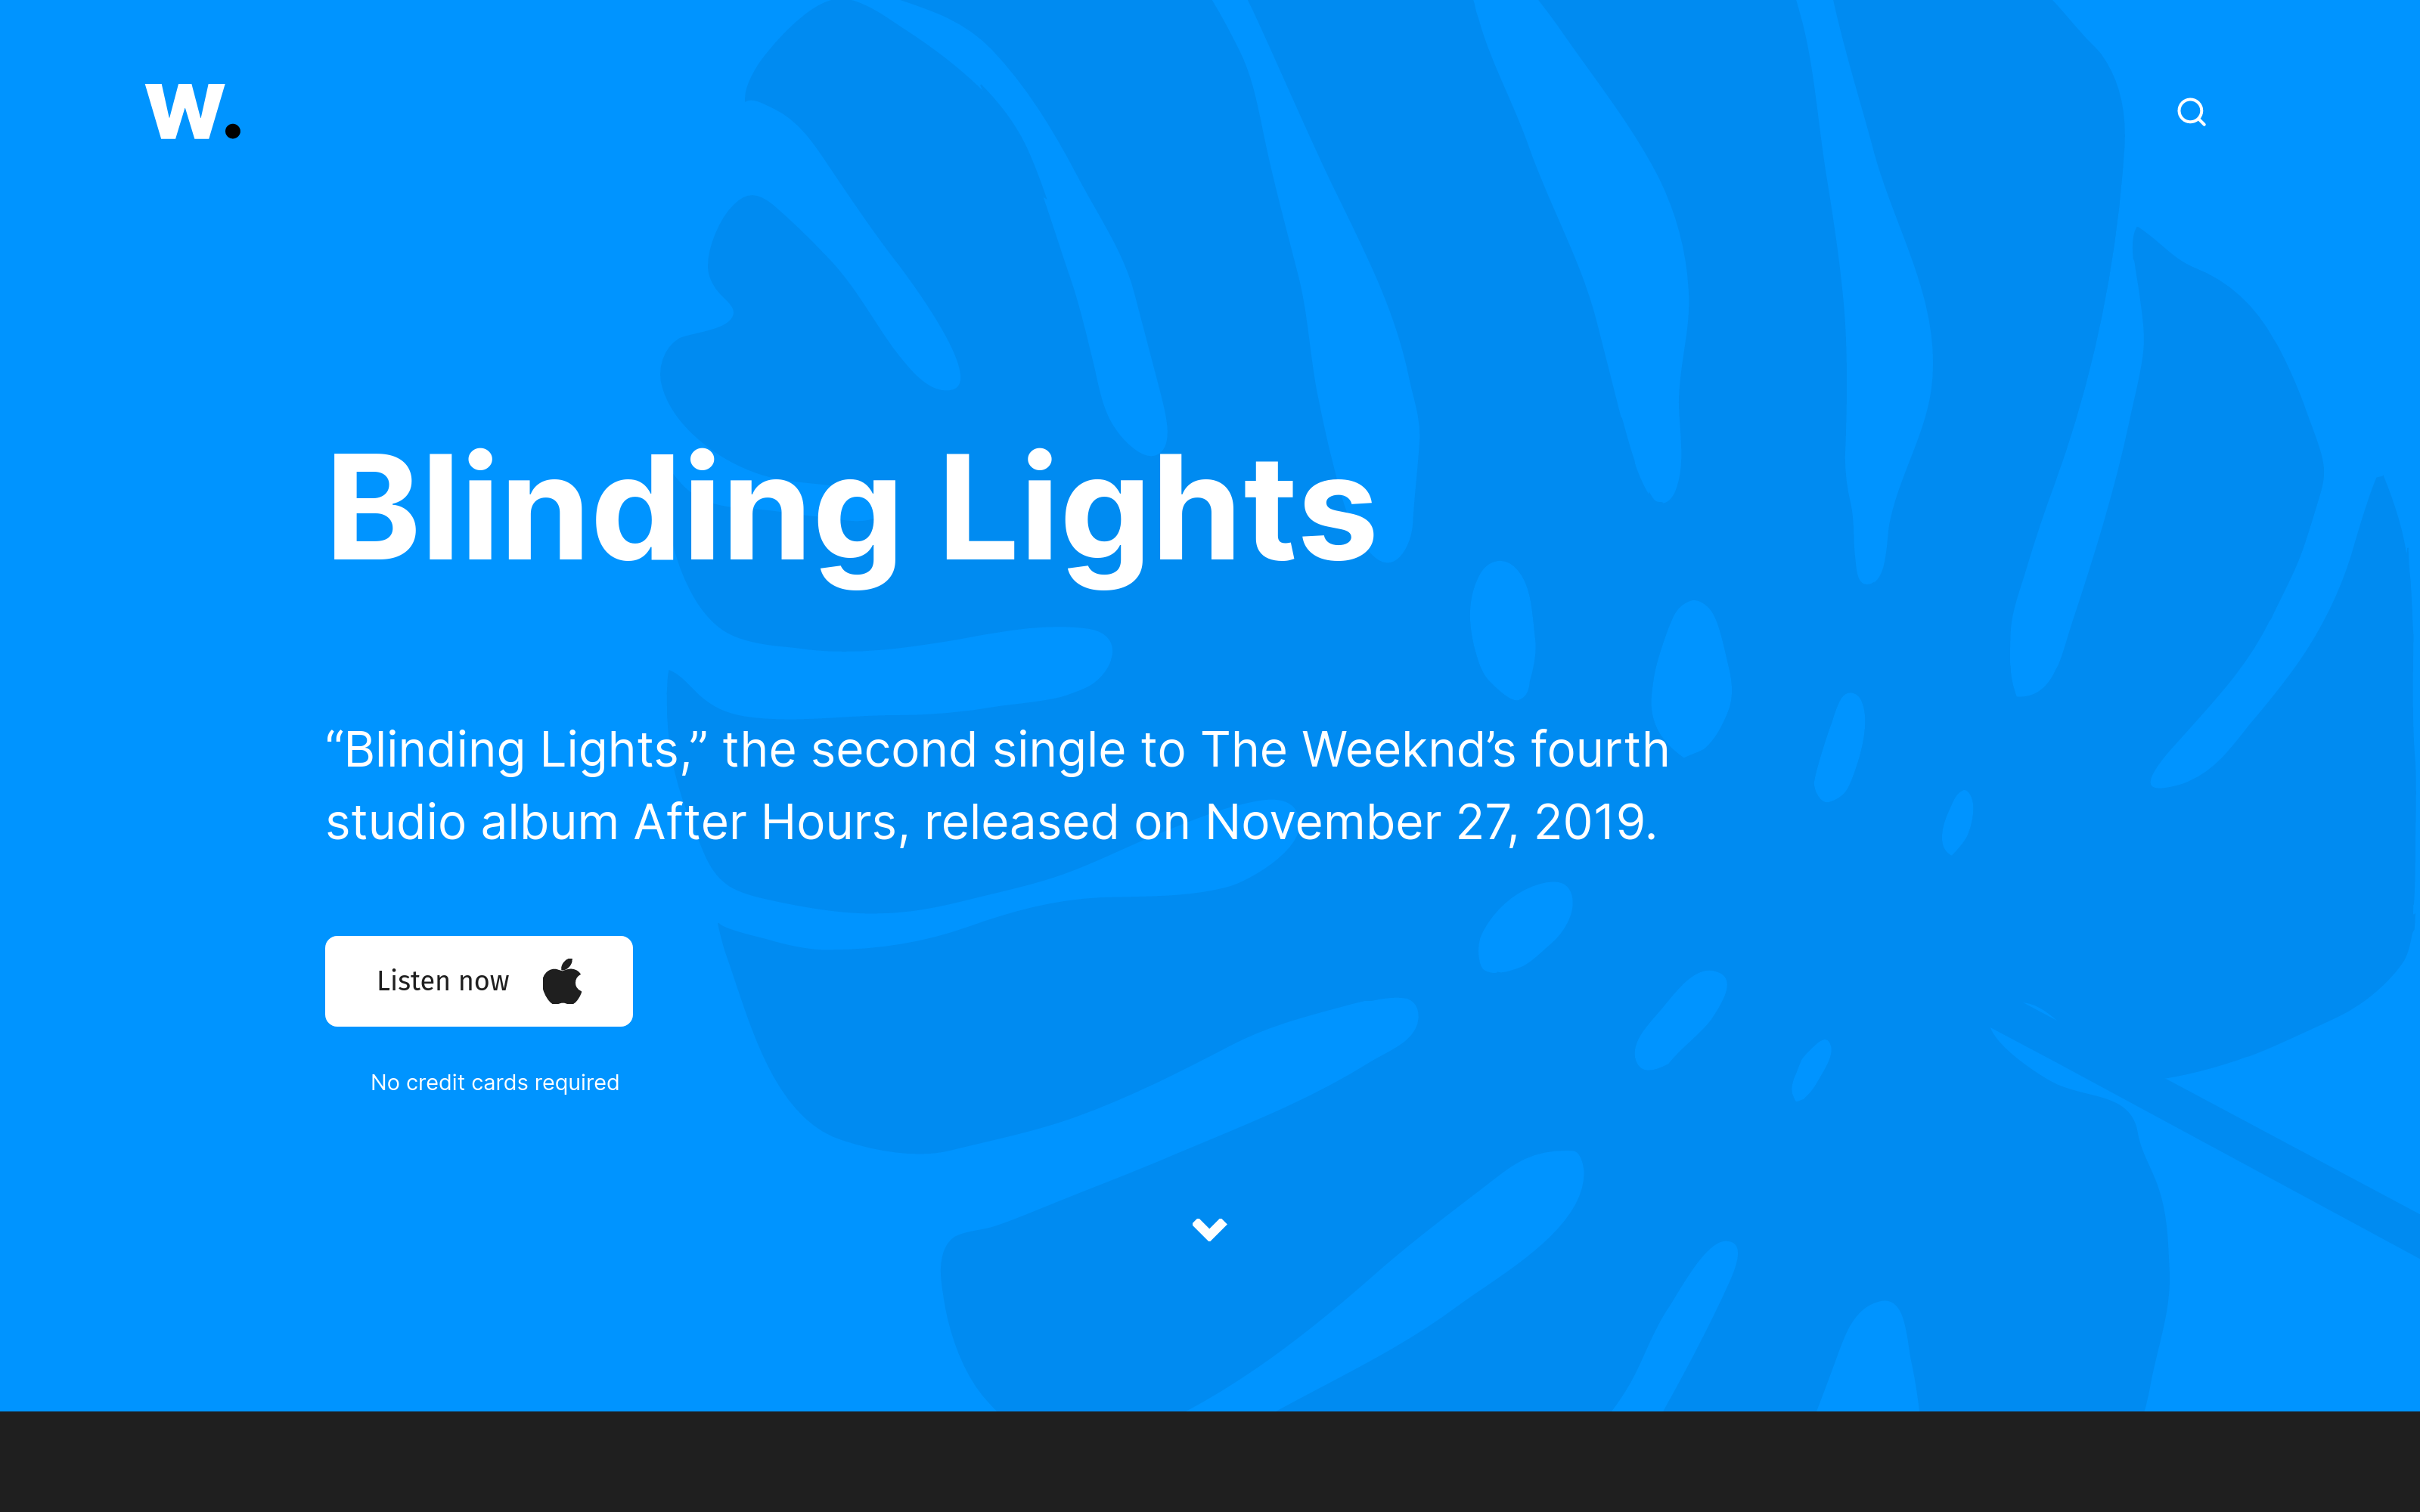 W.
Blinding Lights
“Blinding Lights,” the second single to The Weeknd’s fourth
studio album After Hours, released on November 27, 2019.
Listen now
No credit cards required